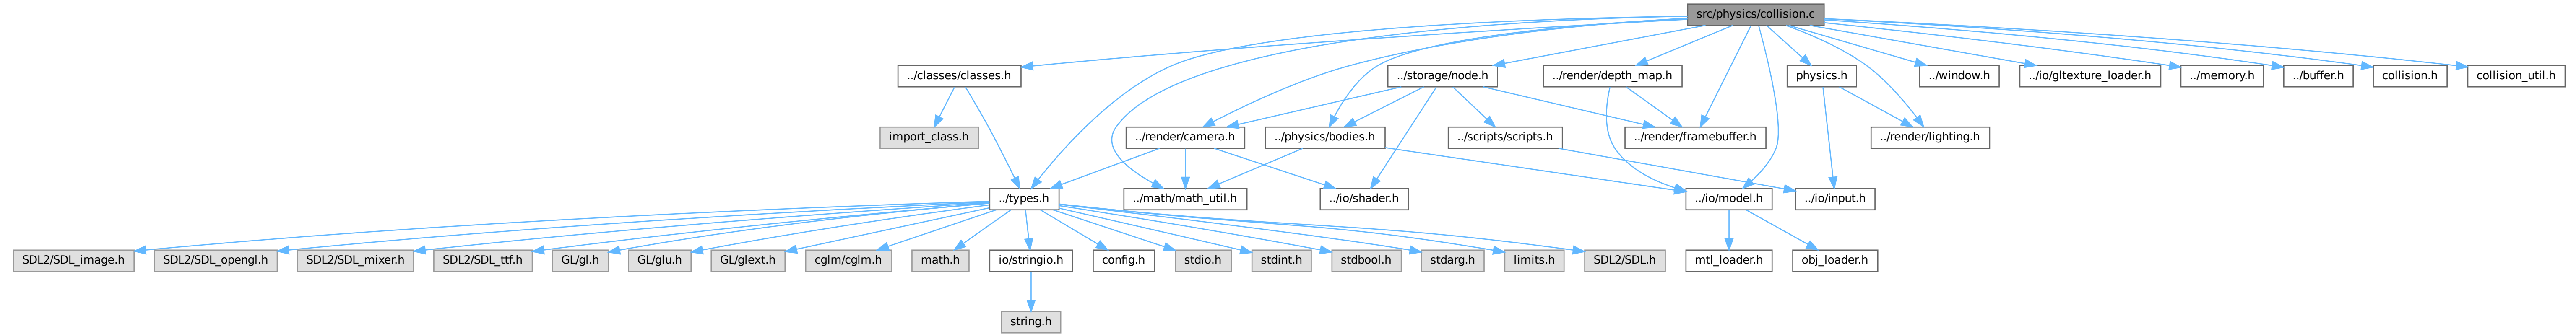 src/physics/collision.c
../classes/classes.h
../storage/node.h
../render/depth_map.h
physics.h
../window.h
../io/gltexture_loader.h
../memory.h
../buffer.h
collision.h
collision_util.h
import_class.h
../render/camera.h
../physics/bodies.h
../scripts/scripts.h
../render/framebuffer.h
../render/lighting.h
../types.h
../math/math_util.h
../io/shader.h
../io/model.h
../io/input.h
SDL2/SDL_image.h
SDL2/SDL_opengl.h
SDL2/SDL_mixer.h
SDL2/SDL_ttf.h
GL/gl.h
GL/glu.h
GL/glext.h
cglm/cglm.h
math.h
io/stringio.h
config.h
stdio.h
stdint.h
stdbool.h
stdarg.h
limits.h
SDL2/SDL.h
mtl_loader.h
obj_loader.h
string.h